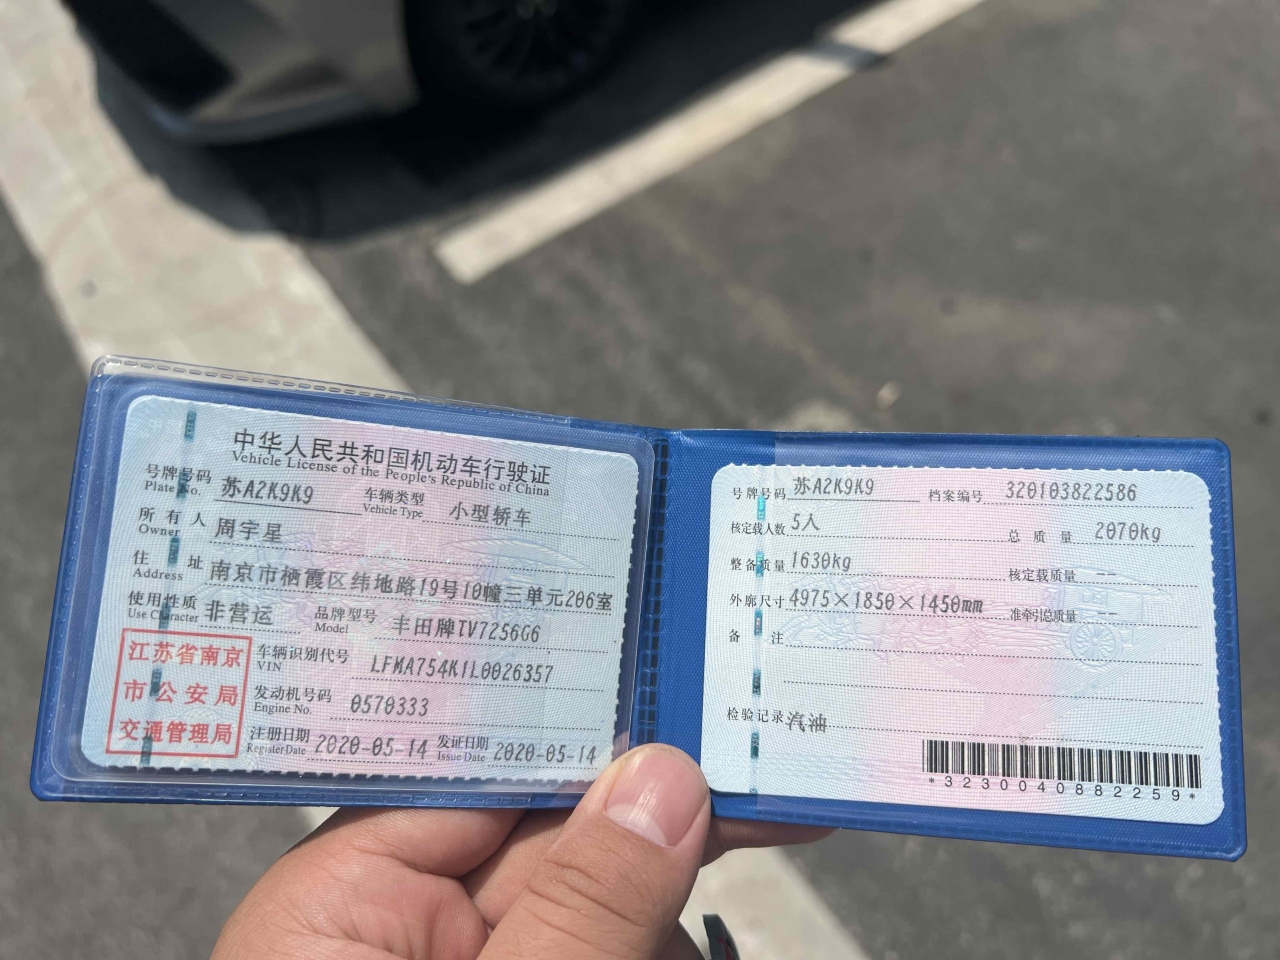 中华人民共和国机动车行驶证
Vehicle License of the People's Republic of China
号牌号码 苏A2K9K9 车辆类型 小型轿车
Plate No. Vehicle Type
所有人 周宇星
Owner
住址 南京市栖霞区纬地路19号10幢三单元206室
Address
使用性质 非营运 品牌型号 丰田牌TV7256G6
Use Character Model
江苏省南京
市公安局
交通管理局
车辆识别代号 LFMA754K1L0026357
VIN
发动机号码 0570333
Engine No.
注册日期 2020-05-14 发证日期 2020-05-14
Register Date Issue Date
号牌号码 苏A2K9K9 档案编号 320103822586
核定载人数 5人 总质量 2070kg
整备质量 1630kg 核定载质量 --
外廓尺寸 4975×1850×1450mm 准牵引总质量 --
备注
检验记录 汽油
*3230040882259*